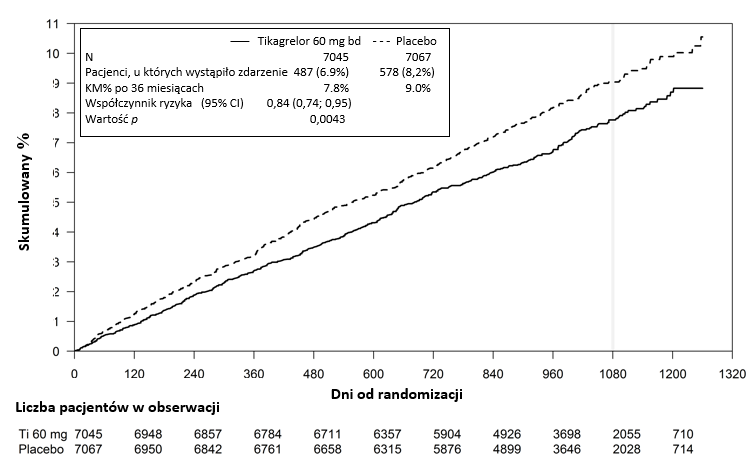 Tikagrelor 60 mg bd Placebo
N 7045 7067
Pacjenci, u których wystąpiło zdarzenie 487 (6.9%) 578 (8,2%)
KM% po 36 miesiącach 7.8% 9.0%
Współczynnik ryzyka (95% CI) 0,84 (0,74; 0,95)
Wartość p 0,0043
Skumulowany %
11
10
9
8
7
6
5
4
3
2
1
0
0 120 240 360 480 600 720 840 960 1080 1200 1320
Dni od randomizacji
Liczba pacjentów w obserwacji
Ti 60 mg 7045 6948 6857 6784 6711 6357 5904 4926 3698 2055 710
Placebo 7067 6950 6842 6761 6658 6315 5876 4899 3646 2028 714